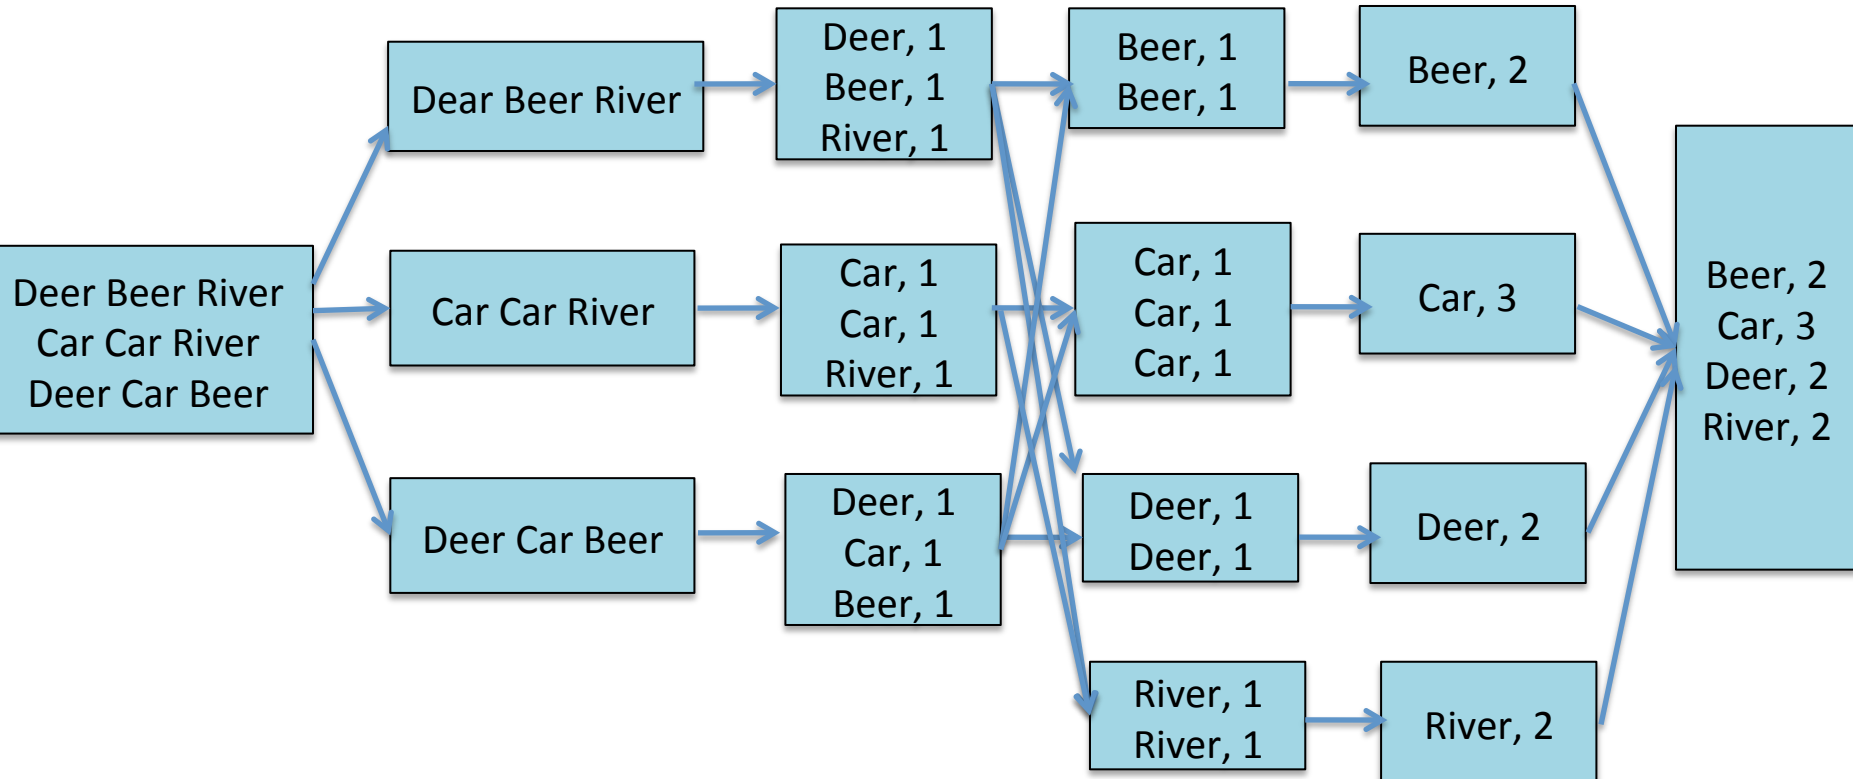 Deer Beer River
Car Car River
Deer Car Beer
Dear Beer River
Car Car River
Deer Car Beer
Deer, 1
Beer, 1
River, 1
Car, 1
Car, 1
River, 1
Deer, 1
Car, 1
Beer, 1
Beer, 1
Beer, 1
Car, 1
Car, 1
Car, 1
Deer, 1
Deer, 1
River, 1
River, 1
Beer, 2
Car, 3
Deer, 2
River, 2
Beer, 2
Car, 3
Deer, 2
River, 2